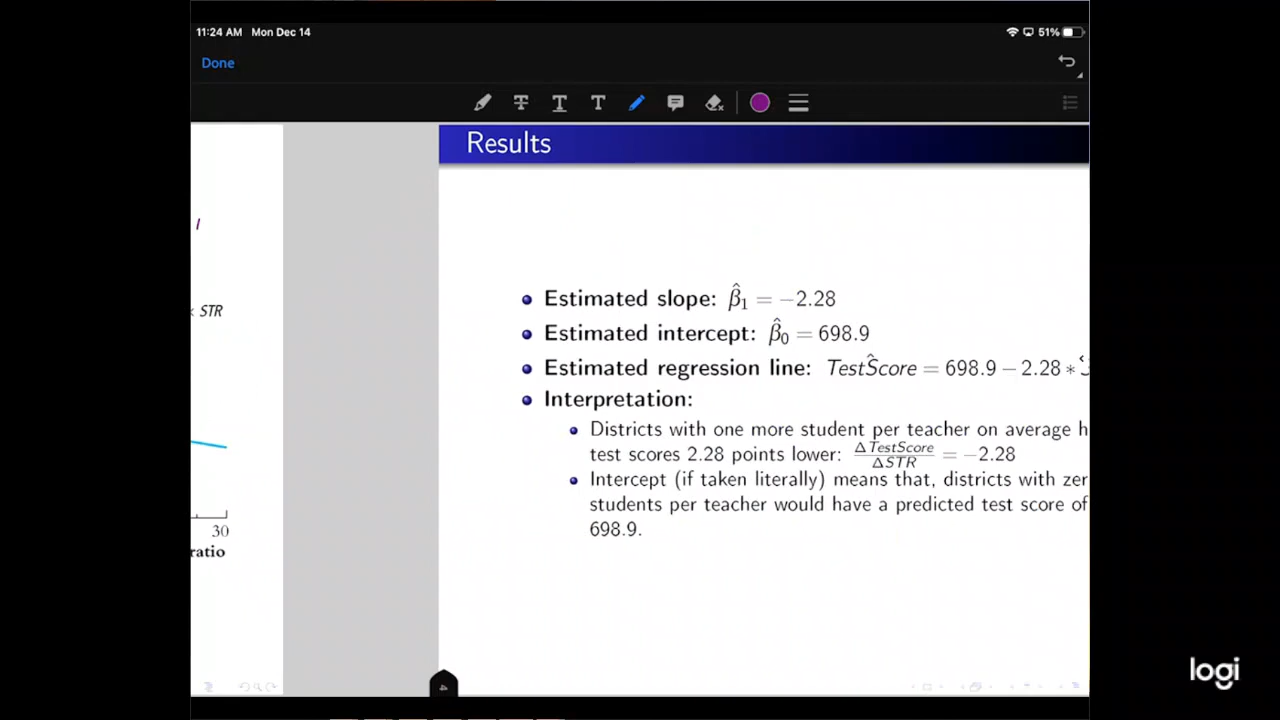 11:24 AM Mon Dec 14
51%
Done
Results
STR
30
ratio
Estimated slope: β̂₁ = −2.28
Estimated intercept: β̂₀ = 698.9
Estimated regression line: TestScorê = 698.9 − 2.28 ∗
Interpretation:
Districts with one more student per teacher on average h
test scores 2.28 points lower: ΔTestScore/ΔSTR = −2.28
Intercept (if taken literally) means that, districts with zer
students per teacher would have a predicted test score of
698.9.
4
logi